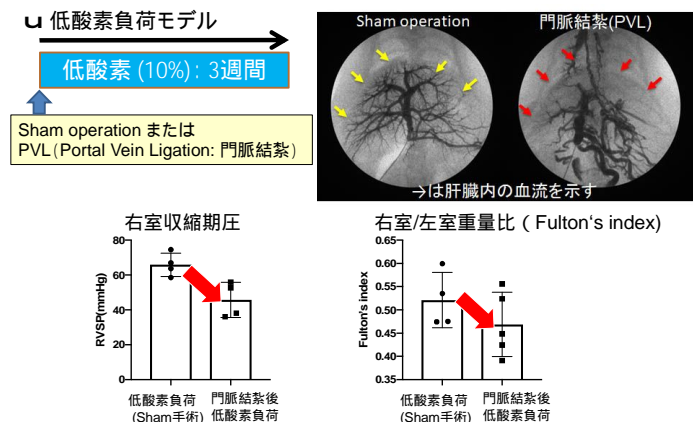 u 低酸素負荷モデル
低酸素 (10%): 3週間
Sham operation または
PVL(Portal Vein Ligation: 門脈結紮)
Sham operation
門脈結紮(PVL)
→は肝臓内の血流を示す
右室収縮期圧
80
60
40
20
0
RVSP(mmHg)
低酸素負荷
(Sham手術)
門脈結紮後
低酸素負荷
右室/左室重量比 ( Fulton‘s index)
0.65
0.60
0.55
0.50
0.45
0.40
0.35
Fulton's index
低酸素負荷
(Sham手術)
門脈結紮後
低酸素負荷